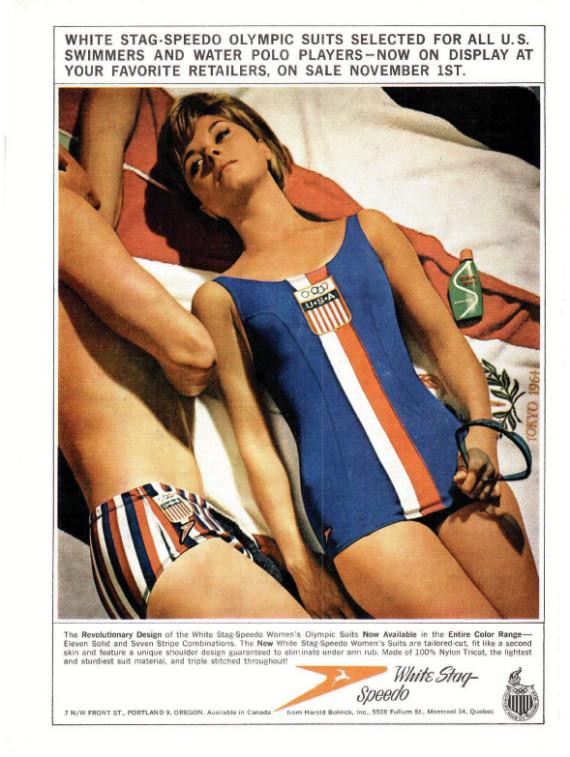 WHITE STAG-SPEEDO OLYMPIC SUITS SELECTED FOR ALL U.S.
SWIMMERS AND WATER POLO PLAYERS—NOW ON DISPLAY AT
YOUR FAVORITE RETAILERS, ON SALE NOVEMBER 1ST.
U·S·A
TOKYO 1964
The Revolutionary Design of the White Stag-Speedo Women's Olympic Suits Now Available in the Entire Color Range—
Eleven Solid and Seven Stripe Combinations. The New White Stag-Speedo Women's Suits are tailored-cut, fit like a second
skin and feature a unique shoulder design guaranteed to eliminate under arm rub. Made of 100% Nylon Tricot, the lightest
and sturdiest suit material, and triple stitched throughout!
White Stag-
Speedo
7 N/W FRONT ST., PORTLAND 9, OREGON. Available in Canada from Harold Bolnick, Inc., 5500 Fullum St., Montreal 34, Quebec